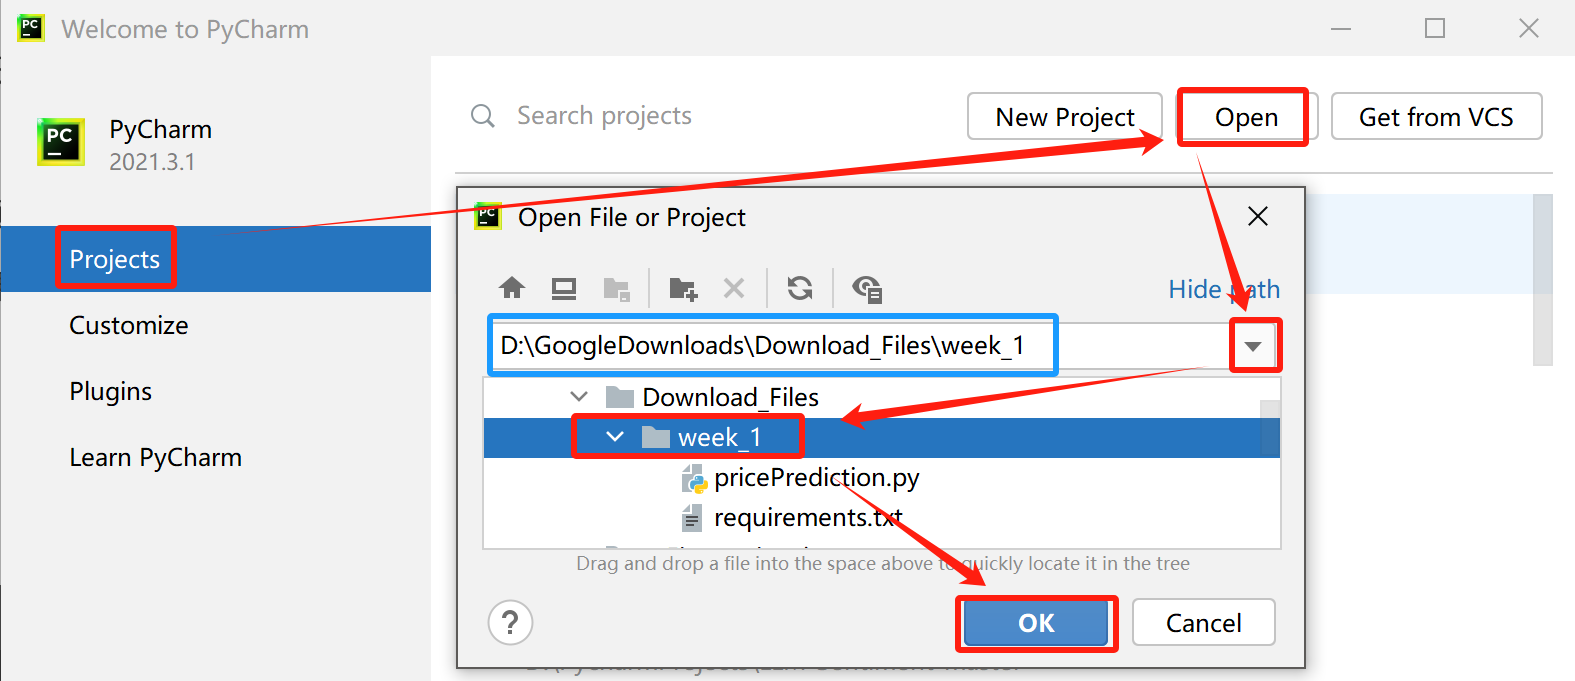 PC
Welcome to PyCharm
PC
PyCharm
2021.3.1
Search projects
New Project
Open
Get from VCS
Projects
Customize
Plugins
Learn PyCharm
PC
Open File or Project
Hide path
D:\GoogleDownloads\Download_Files\week_1
Download_Files
week_1
pricePrediction.py
requirements.txt
Drag and drop a file into the space above to quickly locate it in the tree
?
OK
Cancel